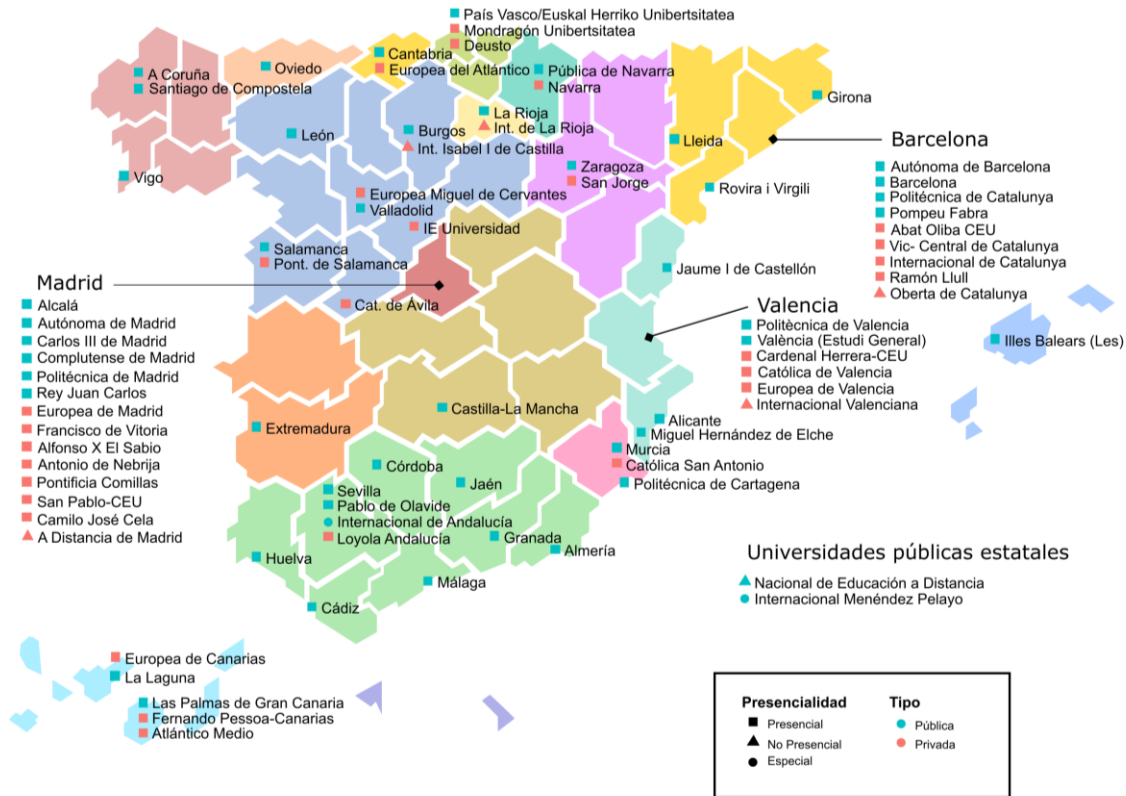 País Vasco/Euskal Herriko Unibertsitatea
Mondragón Unibertsitatea
Deusto
Cantabria
Europea del Atlántico
Pública de Navarra
Navarra
A Coruña
Santiago de Compostela
Oviedo
Girona
La Rioja
Int. de La Rioja
León
Burgos
Int. Isabel I de Castilla
Lleida
Vigo
Zaragoza
San Jorge
Rovira i Virgili
Europea Miguel de Cervantes
Valladolid
IE Universidad
Salamanca
Pont. de Salamanca
Cat. de Ávila
Jaume I de Castellón
Barcelona
Autónoma de Barcelona
Barcelona
Politécnica de Catalunya
Pompeu Fabra
Abat Oliba CEU
Vic- Central de Catalunya
Internacional de Catalunya
Ramón Llull
Oberta de Catalunya
Madrid
Alcalá
Autónoma de Madrid
Carlos III de Madrid
Complutense de Madrid
Politécnica de Madrid
Rey Juan Carlos
Europea de Madrid
Francisco de Vitoria
Alfonso X El Sabio
Antonio de Nebrija
Pontificia Comillas
San Pablo-CEU
Camilo José Cela
A Distancia de Madrid
Valencia
Politècnica de Valencia
València (Estudi General)
Cardenal Herrera-CEU
Católica de Valencia
Europea de Valencia
Internacional Valenciana
Illes Balears (Les)
Castilla-La Mancha
Extremadura
Alicante
Miguel Hernández de Elche
Murcia
Católica San Antonio
Politécnica de Cartagena
Córdoba
Jaén
Sevilla
Pablo de Olavide
Internacional de Andalucía
Loyola Andalucía
Granada
Almería
Huelva
Málaga
Cádiz
Universidades públicas estatales
Nacional de Educación a Distancia
Internacional Menéndez Pelayo
Europea de Canarias
La Laguna
Las Palmas de Gran Canaria
Fernando Pessoa-Canarias
Atlántico Medio
Presencialidad
Presencial
No Presencial
Especial
Tipo
Pública
Privada